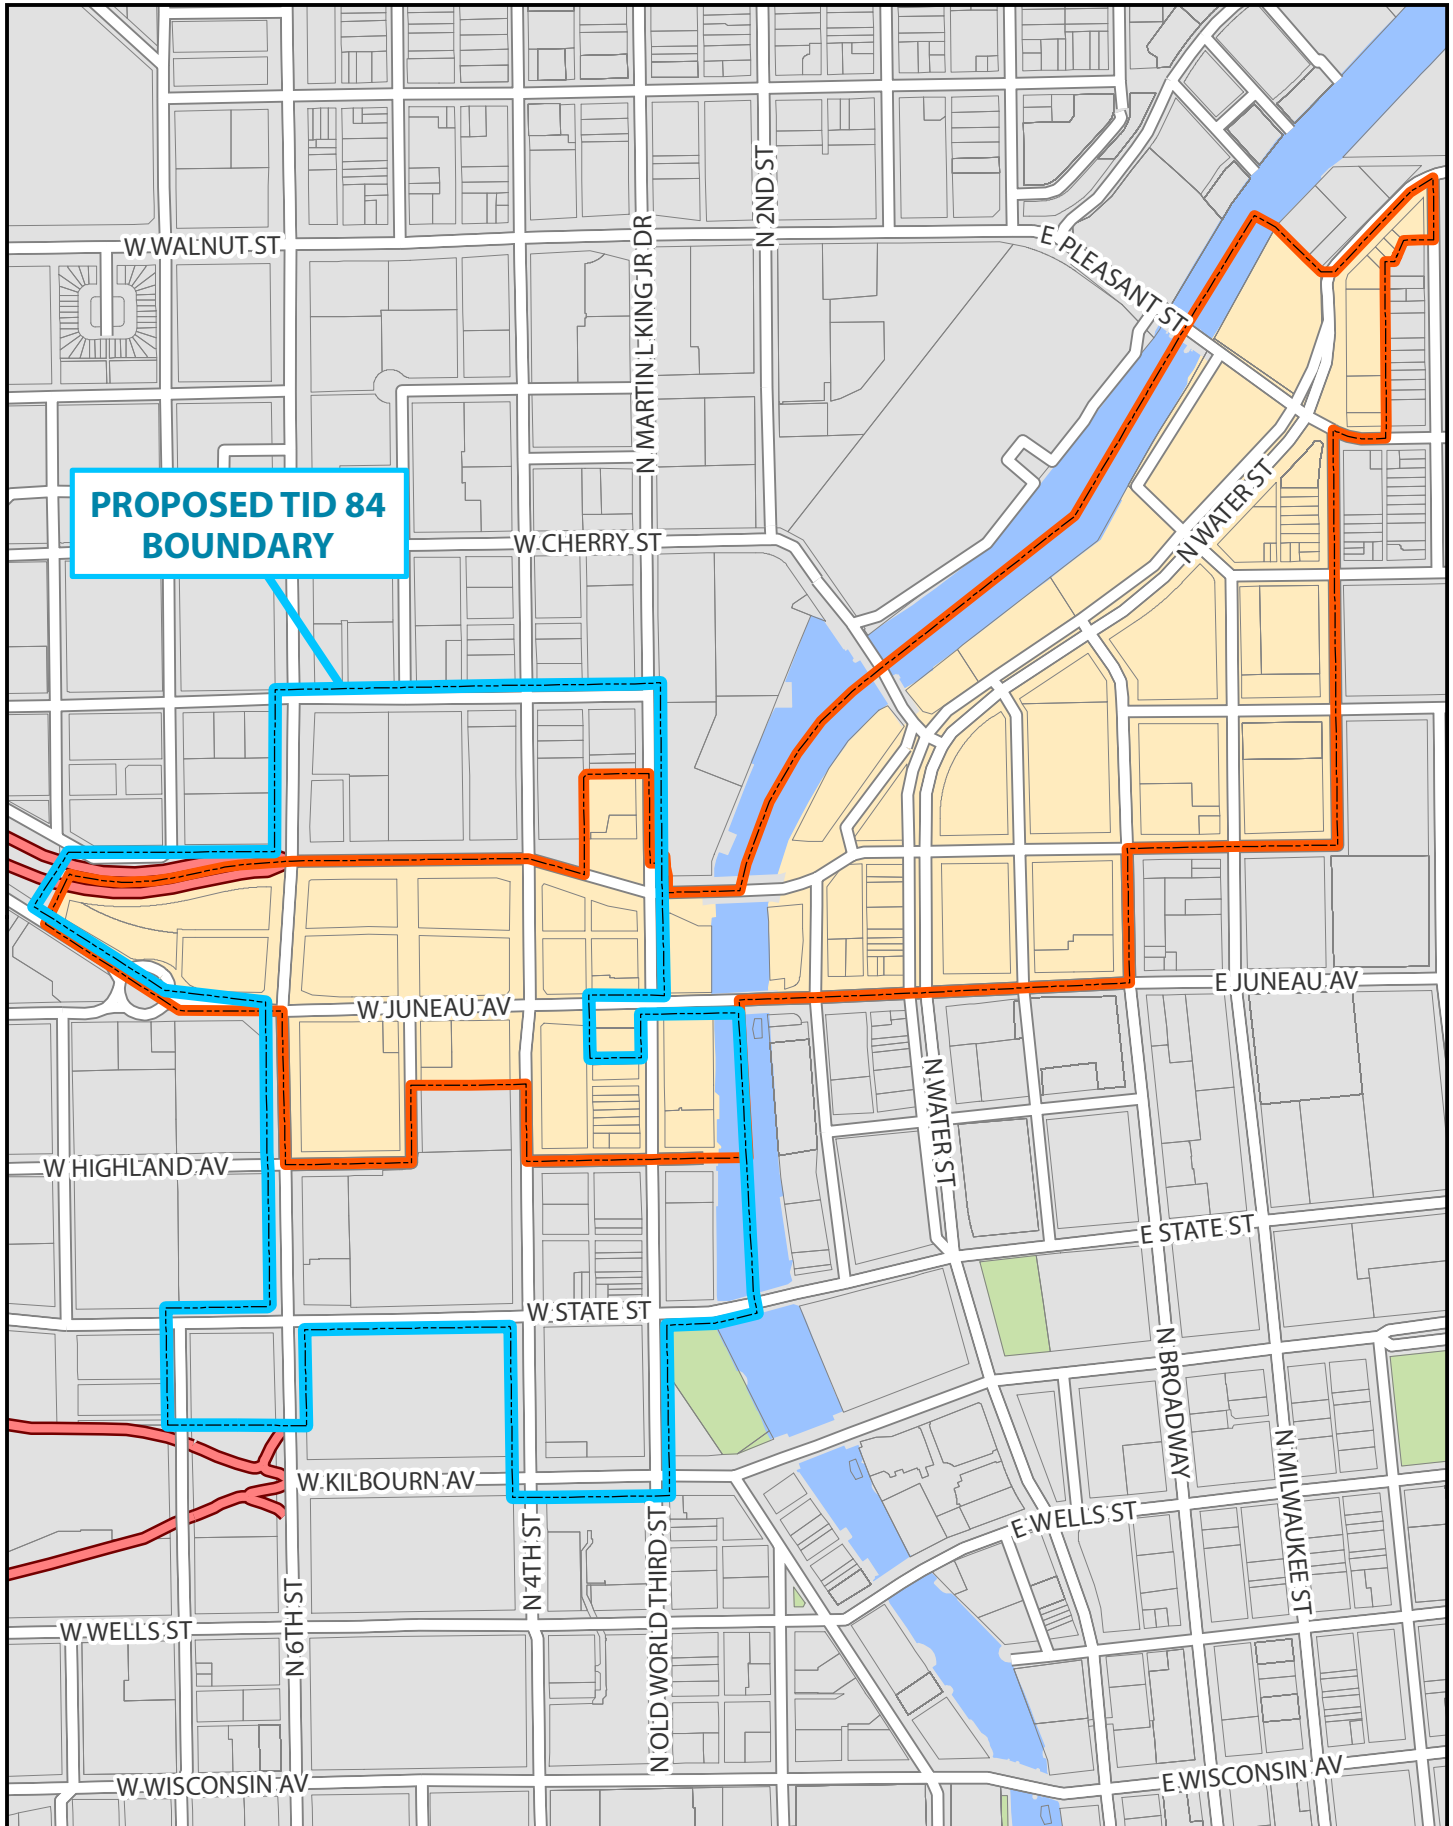 N 2ND ST
N MARTIN L KING JR DR
W WALNUT ST
E PLEASANT ST
PROPOSED TID 84
BOUNDARY
N WATER ST
W CHERRY ST
E JUNEAU AV
W JUNEAU AV
N WATER ST
W HIGHLAND AV
E STATE ST
W STATE ST
N BROADWAY
N MILWAUKEE ST
W KILBOURN AV
E WELLS ST
N 4TH ST
N OLD WORLD THIRD ST
N 6TH ST
W WELLS ST
W WISCONSIN AV
E WISCONSIN AV